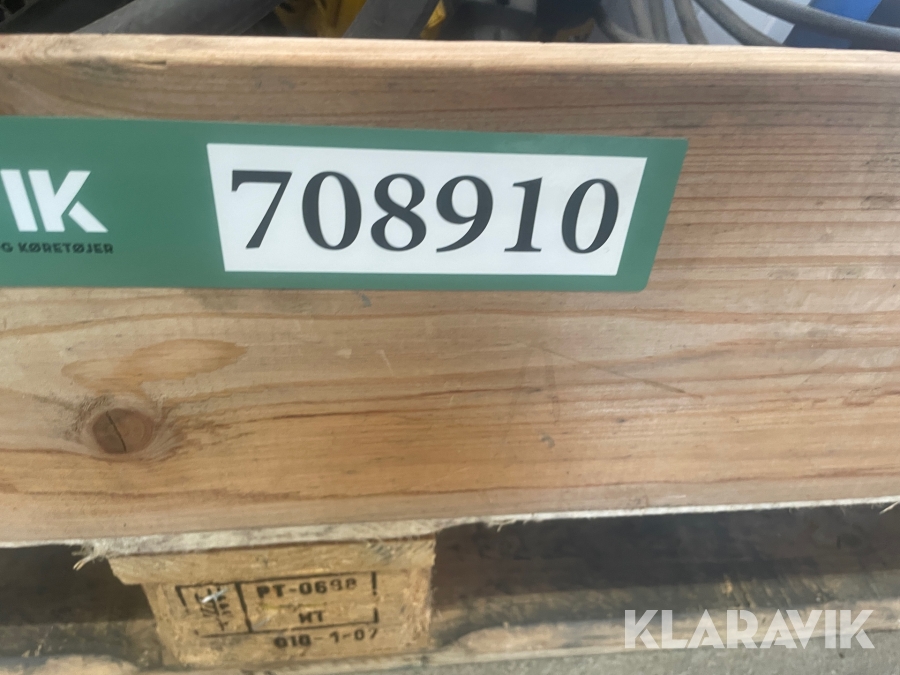 IK
708910
G KØRETØJER
PT-0698
HT
010-1-07
KLARAVIK